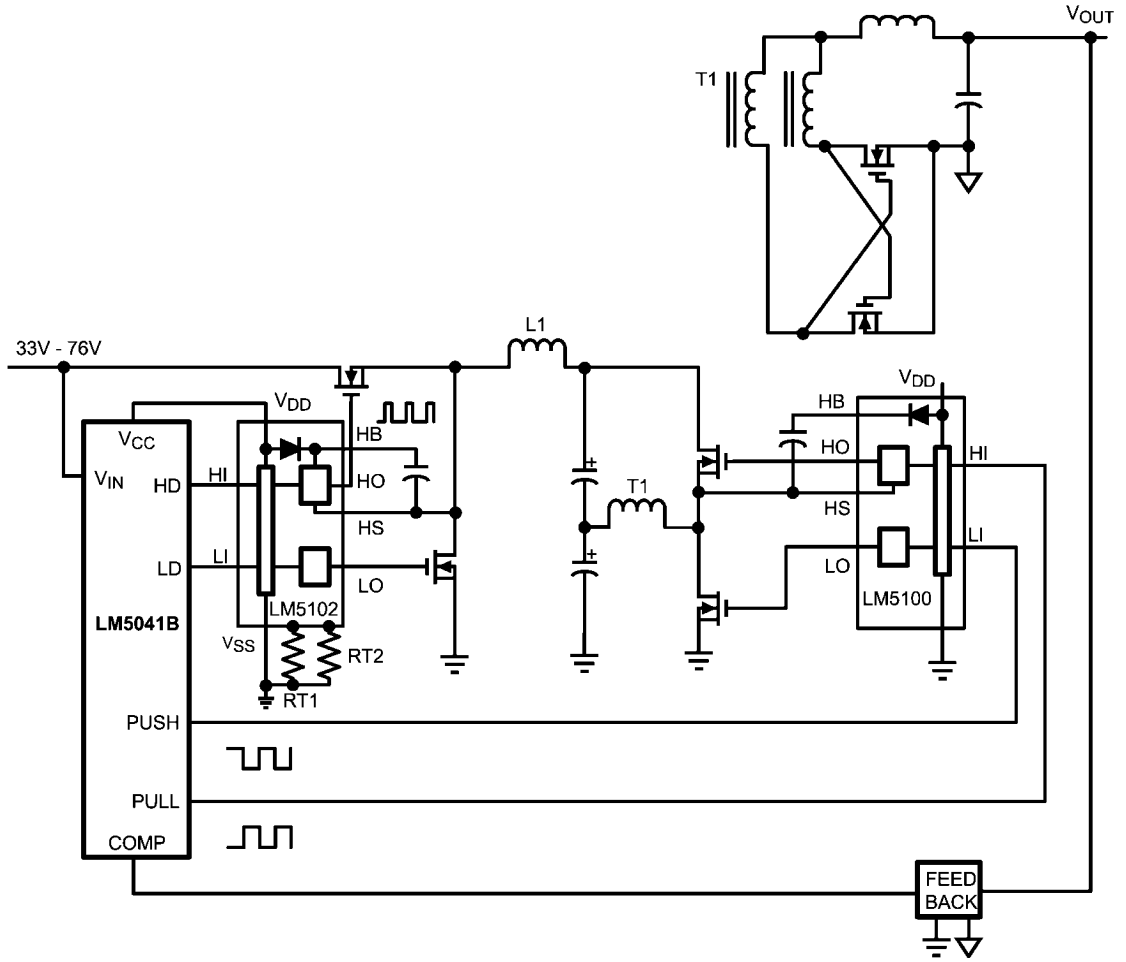 VOUT
T1
L1
33V - 76V
VDD
VCC
VIN
HB
HD
HI
HO
HS
LD
LI
LO
LM5041B
LM5102
VSS
RT2
RT1
T1
VDD
HB
HO
HI
HS
LI
LO
LM5100
PUSH
PULL
COMP
FEED
BACK